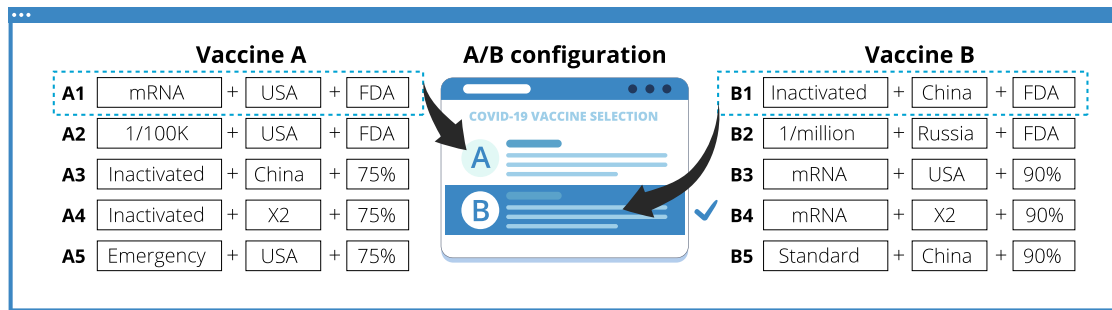 Vaccine A A/B configuration Vaccine B
A1 mRNA + USA + FDA
B1 Inactivated + China + FDA
COVID-19 VACCINE SELECTION
A2 1/100K + USA + FDA
B2 1/million + Russia + FDA
A
A3 Inactivated + China + 75%
B3 mRNA + USA + 90%
B
A4 Inactivated + X2 + 75%
B4 mRNA + X2 + 90%
A5 Emergency + USA + 75%
B5 Standard + China + 90%